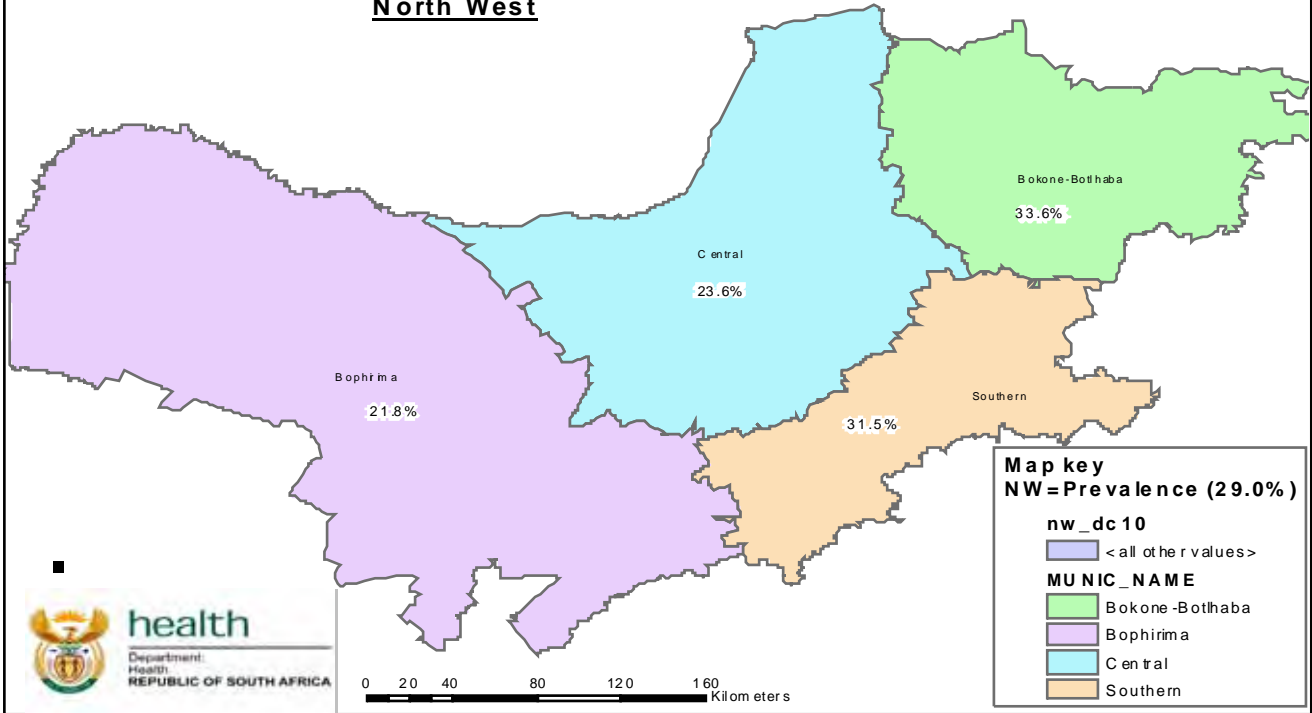 North West
Bokone-Botlhaba
33.6%
Central
23.6%
Bophirima
21.8%
Southern
31.5%
Map key
NW=Prevalence (29.0%)
nw_dc10
<all other values>
MUNIC_NAME
Bokone-Botlhaba
Bophirima
Central
Southern
health
Department:
Health
REPUBLIC OF SOUTH AFRICA
0 20 40 80 120 160
Kilometers